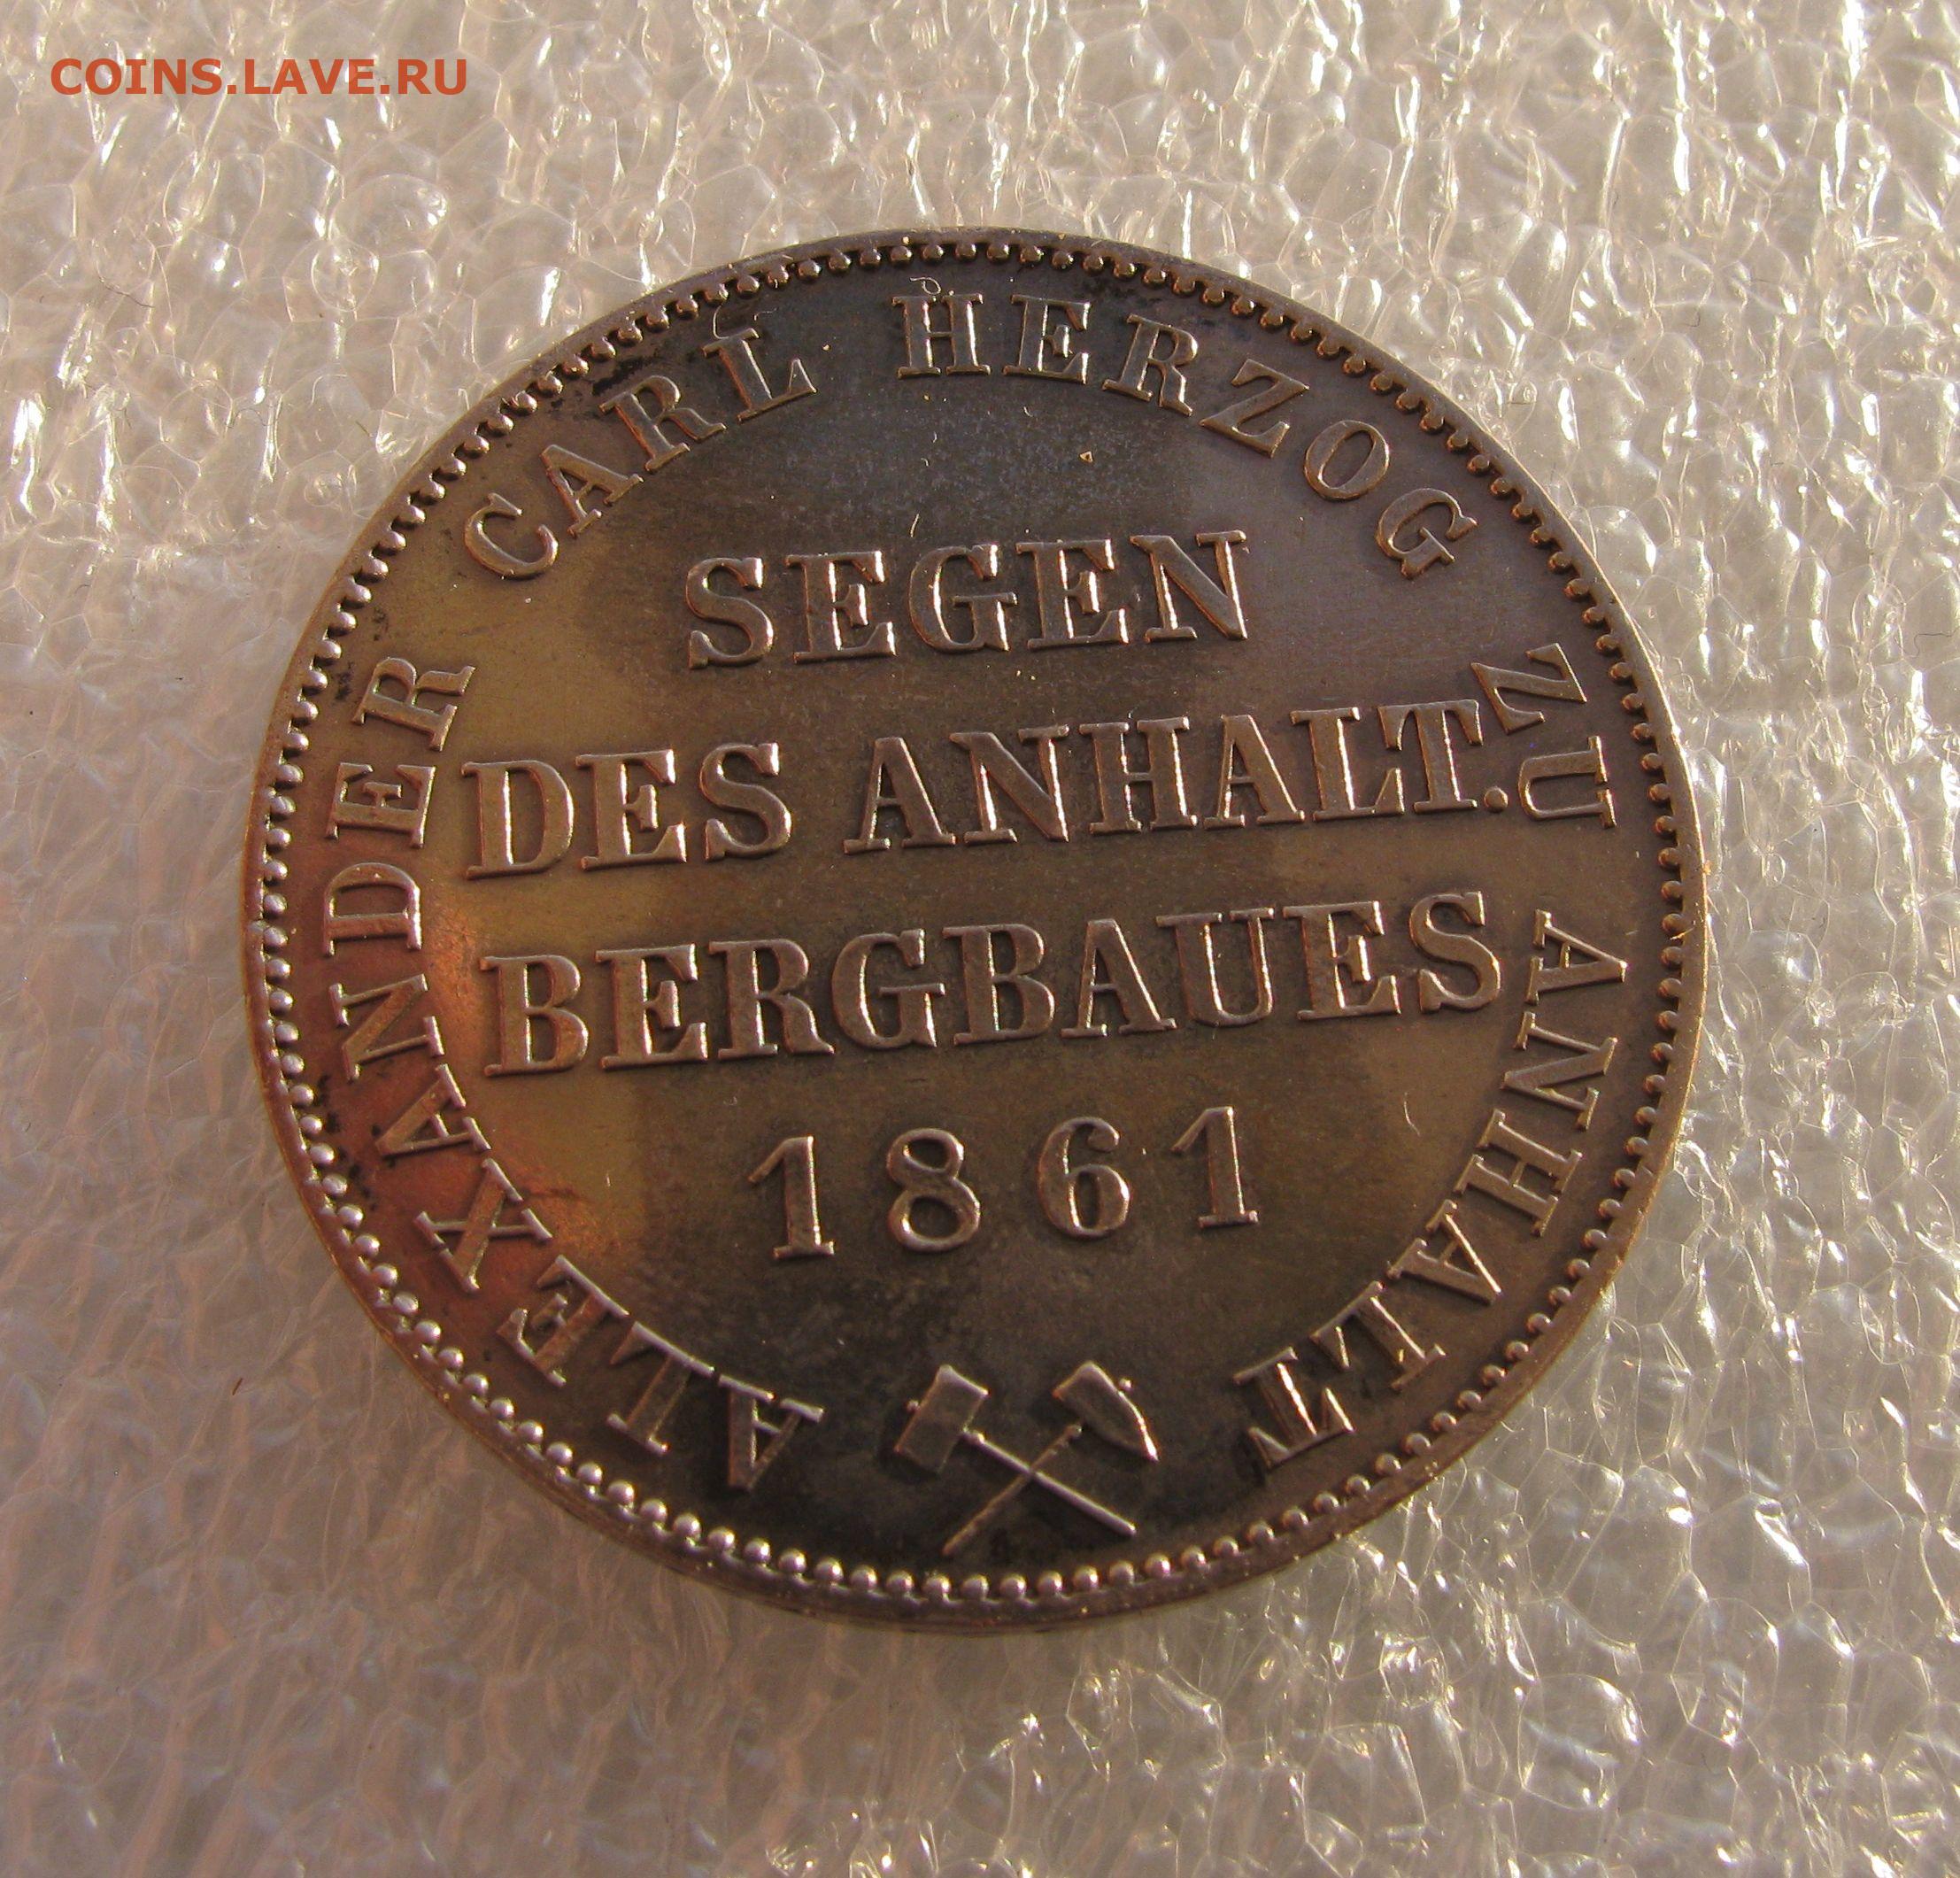 COINS.LAVE.RU
ALEXANDER CARL HERZOG ZU ANHALT
SEGEN
DES ANHALT.
BERGBAUES
1861